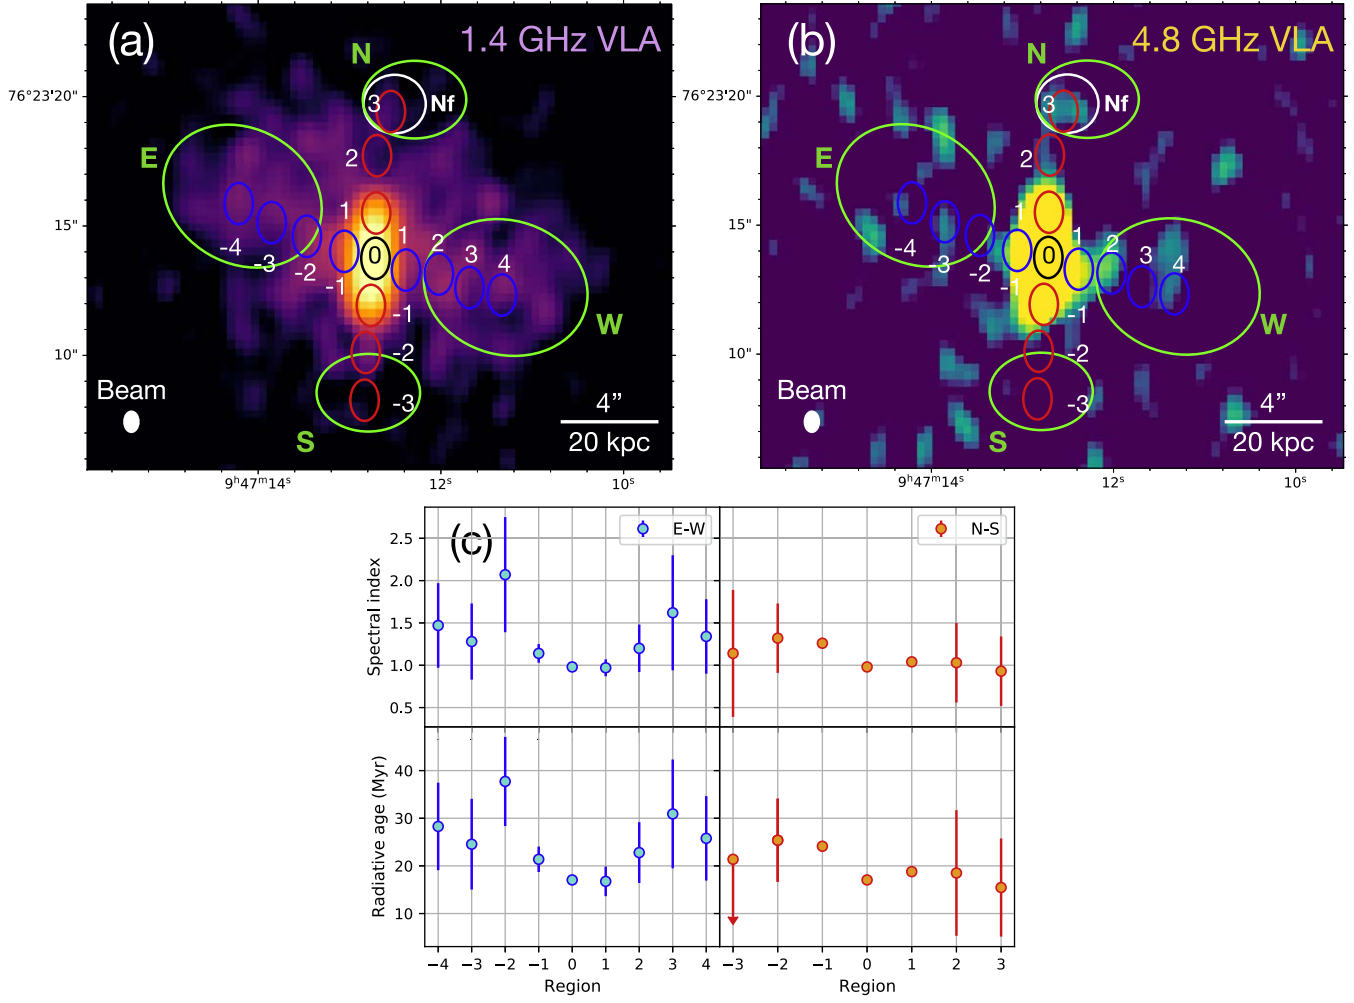 (a)
1.4 GHz VLA
N
3
Nf
76°23'20"
2
E
1
15"
-4
-3
-2
-1
0
1
2
3
4
W
-1
10"
-2
-3
S
Beam
4"
20 kpc
9ʰ47ᵐ14ˢ
12ˢ
10ˢ
(b)
4.8 GHz VLA
N
3
76°23'20"
Nf
2
E
1
15"
-4
-3
-2
-1
0
1
2
3
4
W
-1
10"
-2
-3
S
Beam
4"
20 kpc
9ʰ47ᵐ14ˢ
12ˢ
10ˢ
(c)
E-W
N-S
Spectral index
2.5
2.0
1.5
1.0
0.5
Radiative age (Myr)
40
30
20
10
−4 −3 −2 −1 0 1 2 3 4
Region
−3 −2 −1 0 1 2 3
Region